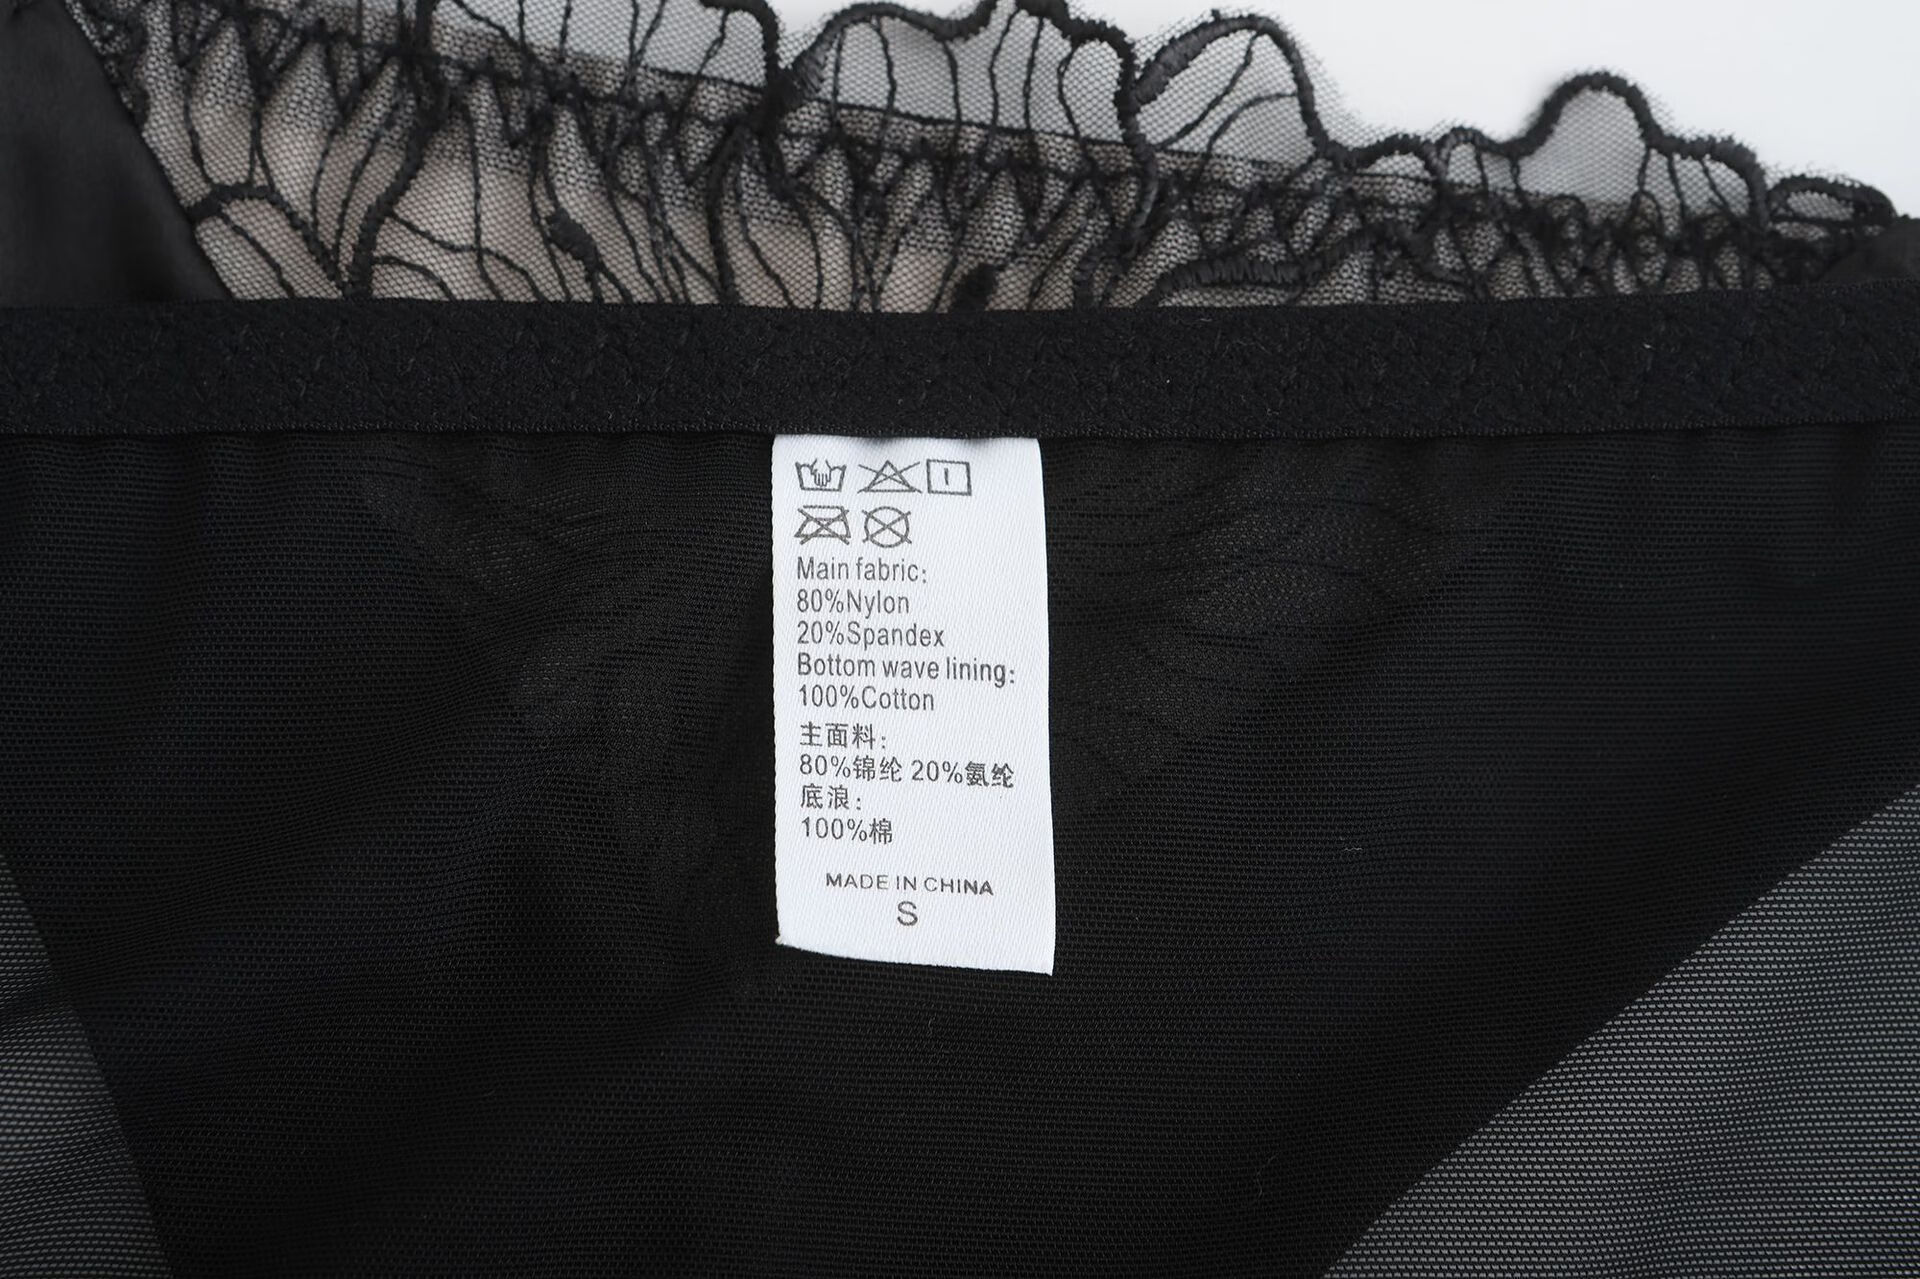 Main fabric:
80%Nylon
20%Spandex
Bottom wave lining:
100%Cotton
主面料:
80%锦纶 20%氨纶
底浪:
100%棉
MADE IN CHINA
S